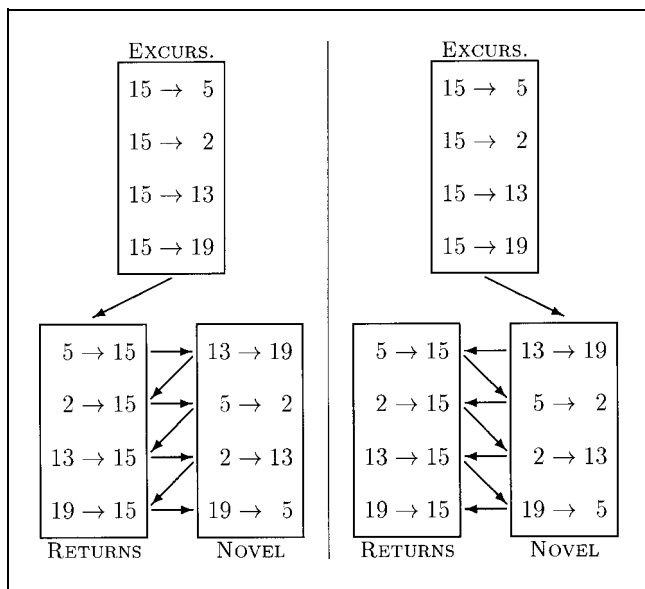 EXCURS.
15 → 5
15 → 2
15 → 13
15 → 19
5 → 15
13 → 19
2 → 15
5 → 2
13 → 15
2 → 13
19 → 15
19 → 5
RETURNS
NOVEL
EXCURS.
15 → 5
15 → 2
15 → 13
15 → 19
5 → 15
13 → 19
2 → 15
5 → 2
13 → 15
2 → 13
19 → 15
19 → 5
RETURNS
NOVEL